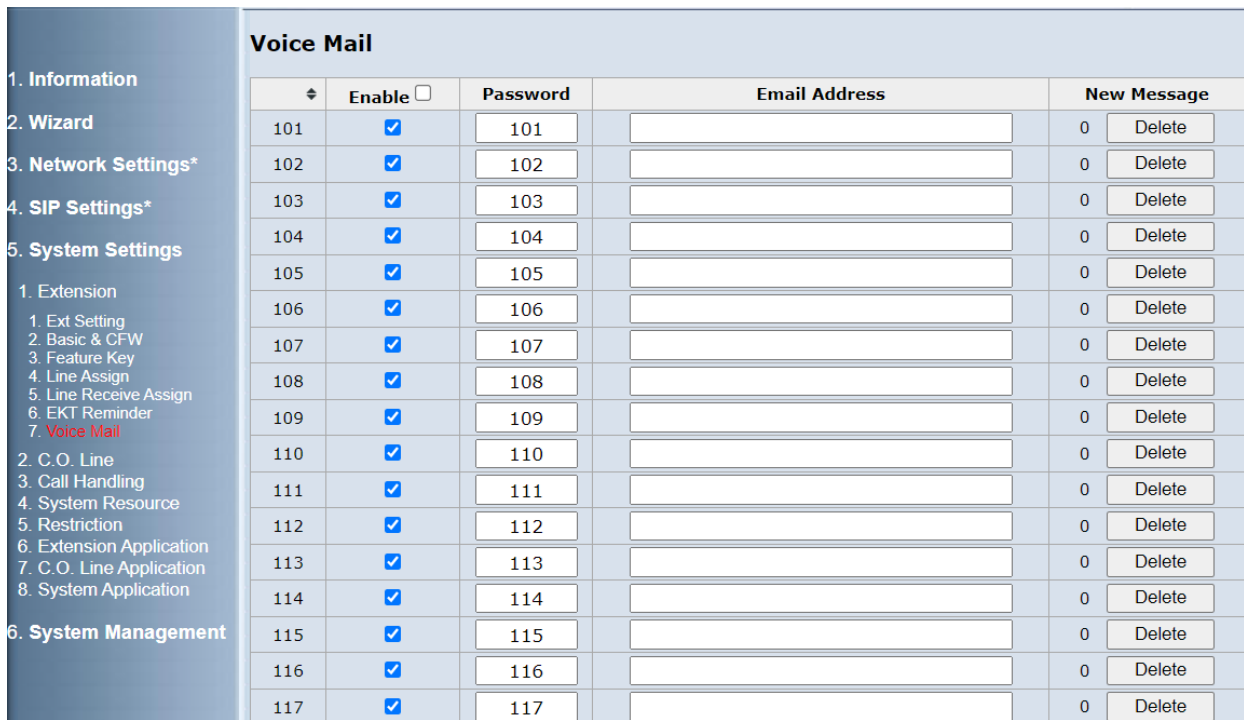 1. Information
2. Wizard
3. Network Settings*
4. SIP Settings*
5. System Settings
1. Extension
1. Ext Setting
2. Basic & CFW
3. Feature Key
4. Line Assign
5. Line Receive Assign
6. EKT Reminder
7. Voice Mail
2. C.O. Line
3. Call Handling
4. System Resource
5. Restriction
6. Extension Application
7. C.O. Line Application
8. System Application
6. System Management
Voice Mail
Enable Password Email Address New Message
101 101 0 Delete
102 102 0 Delete
103 103 0 Delete
104 104 0 Delete
105 105 0 Delete
106 106 0 Delete
107 107 0 Delete
108 108 0 Delete
109 109 0 Delete
110 110 0 Delete
111 111 0 Delete
112 112 0 Delete
113 113 0 Delete
114 114 0 Delete
115 115 0 Delete
116 116 0 Delete
117 117 0 Delete